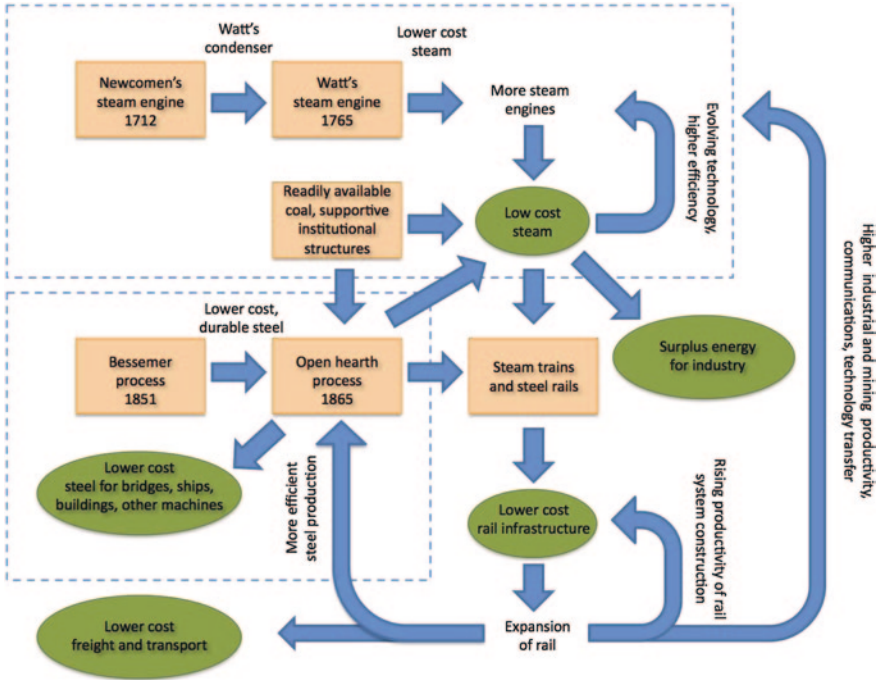 Watt's
condenser
Lower cost
steam
Newcomen's
steam engine
1712
Watt's
steam engine
1765
More steam
engines
Evolving technology,
higher efficiency
Readily available
coal, supportive
institutional
structures
Low cost
steam
Higher industrial and mining productivity,
communications, technology transfer
Lower cost,
durable steel
Bessemer
process
1851
Open hearth
process
1865
Steam trains
and steel rails
Surplus energy
for industry
Lower cost
steel for bridges, ships,
buildings, other machines
More efficient
steel production
Lower cost
rail infrastructure
Rising productivity of rail
system construction
Lower cost
freight and transport
Expansion
of rail